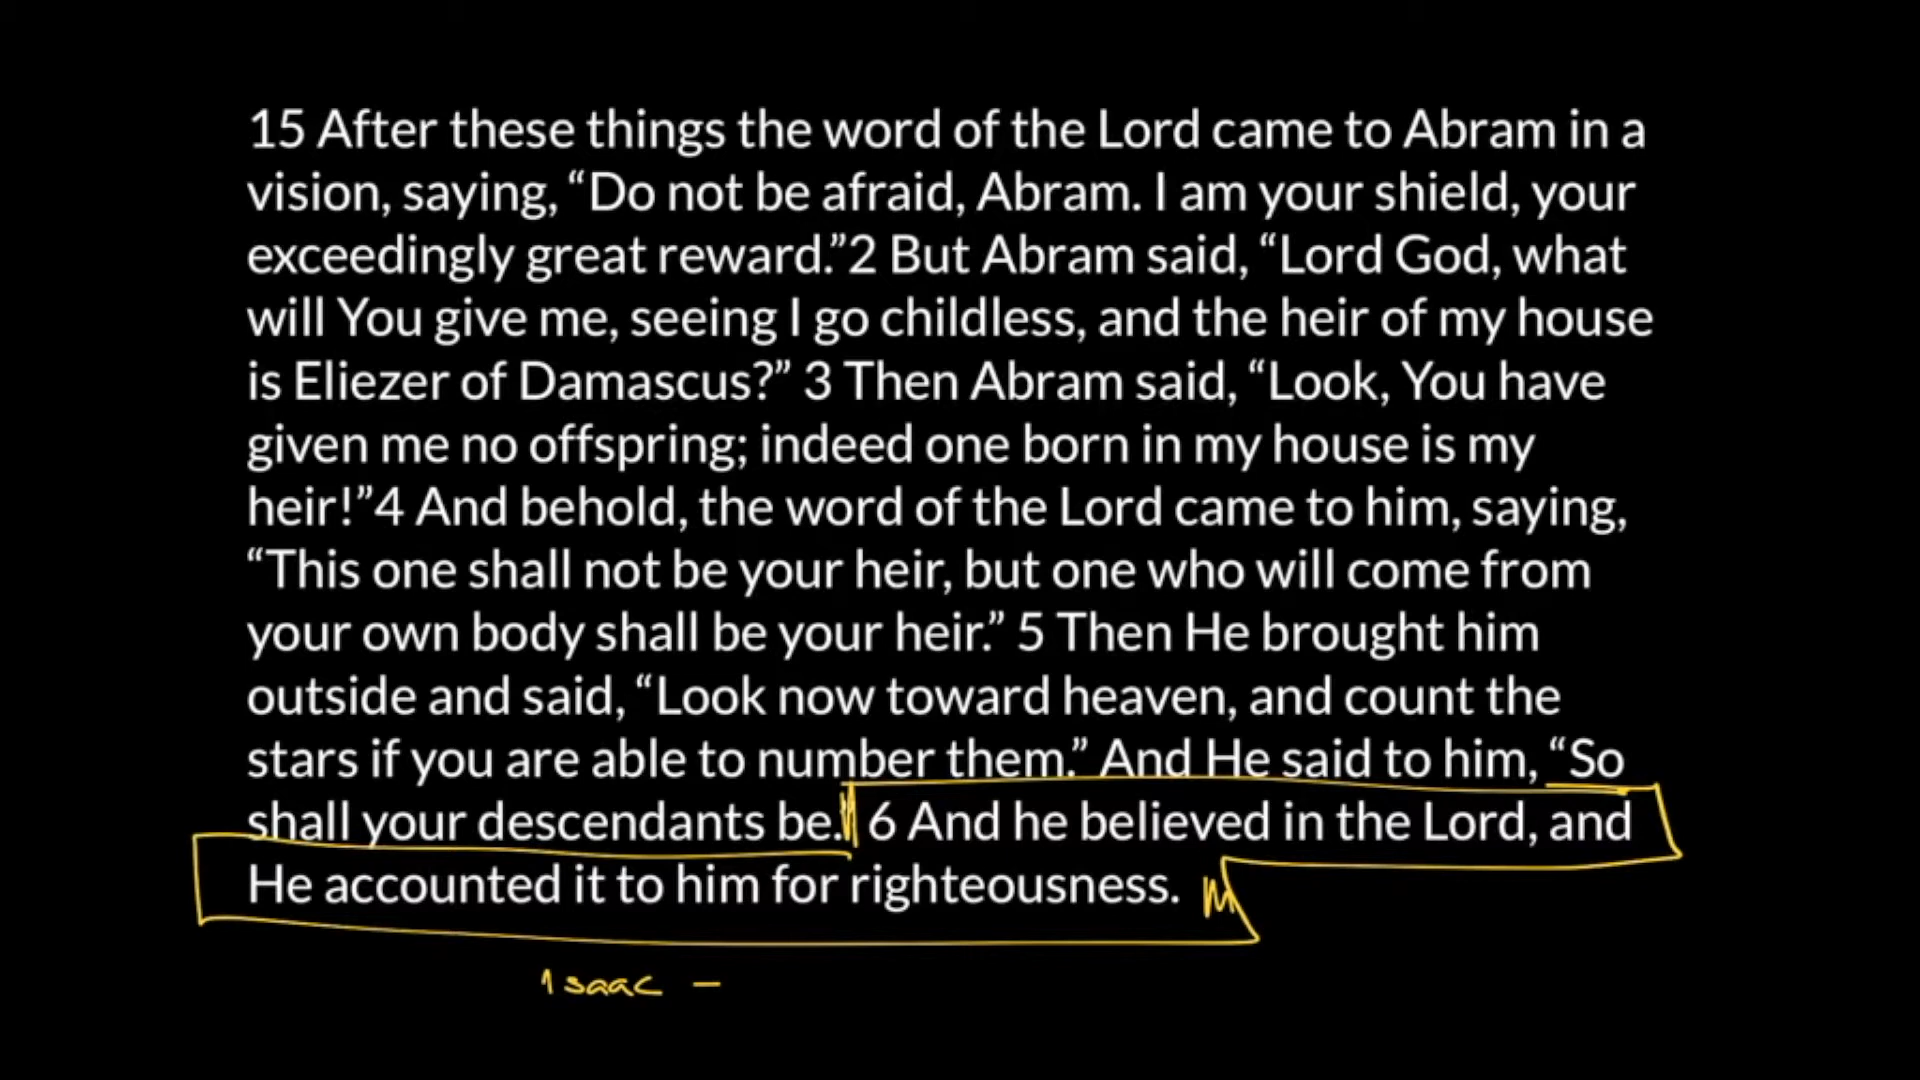 15 After these things the word of the Lord came to Abram in a
vision, saying, “Do not be afraid, Abram. I am your shield, your
exceedingly great reward.”2 But Abram said, “Lord God, what
will You give me, seeing I go childless, and the heir of my house
is Eliezer of Damascus?” 3 Then Abram said, “Look, You have
given me no offspring; indeed one born in my house is my
heir!”4 And behold, the word of the Lord came to him, saying,
“This one shall not be your heir, but one who will come from
your own body shall be your heir.” 5 Then He brought him
outside and said, “Look now toward heaven, and count the
stars if you are able to number them.” And He said to him, “So
shall your descendants be. 6 And he believed in the Lord, and
He accounted it to him for righteousness.
Isaac –